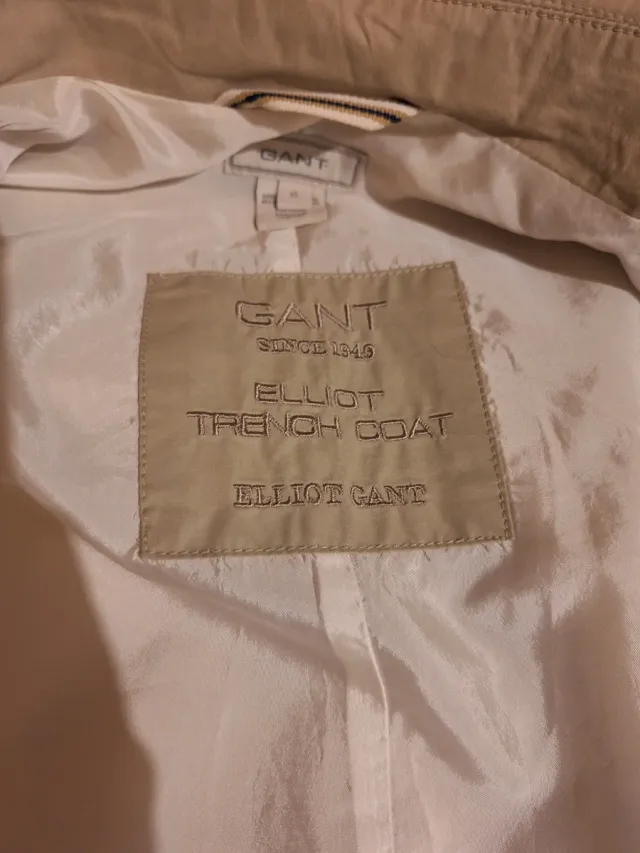 GANT
GANT
SINCE 1949
ELLIOT
TRENCH COAT
ELLIOT GANT